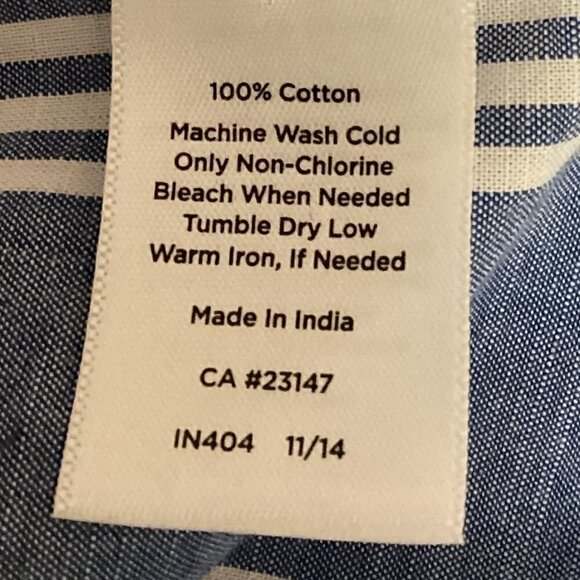 100% Cotton
Machine Wash Cold
Only Non-Chlorine
Bleach When Needed
Tumble Dry Low
Warm Iron, If Needed
Made In India
CA #23147
IN404 11/14